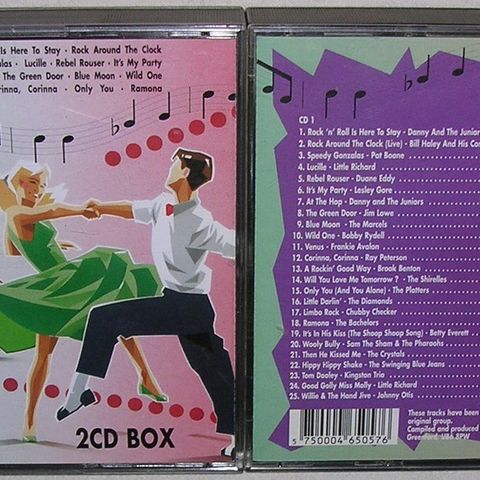 Is Here To Stay · Rock Around The Clock
Lucille · Rebel Rouser · It's My Party
The Green Door · Blue Moon · Wild One
Corinna · Only You · Ramona
2CD BOX
CD 1
1. Rock 'n' Roll Is Here To Stay - Danny And The Juniors
2. Rock Around The Clock (Live) - Bill Haley And His
3. Speedy Gonzalas - Pat Boone
4. Lucille - Little Richard
5. Rebel Rouser - Duane Eddy
6. It's My Party - Lesley Gore
7. At The Hop - Danny and The Juniors
8. The Green Door - Jim Lowe
9. Blue Moon - The Marcels
10. Wild One - Bobby Rydell
11. Venus - Frankie Avalon
12. Corinna, Corinna - Ray Peterson
13. A Rockin' Good Way - Brook Benton
14. Will You Love Me Tomorrow ? - The Shirelles
15. Only (And You Alone) - The Platters
16. Little Darlin' - The Diamonds
17. Limbo Rock - Chubby Checker
18. Ramona - The Bachelors
19. It's In His Kiss (The Shoop Shoop Song) - Betty Everett
20. Wooly Bully - Sam The Sham & The Pharaohs
21. Then He Kissed Me - The Crystals
22. Hippy Hippy Shake - The Swinging Blue Jeans
23. Tom Dooley - Kingston Trio
24. Good Golly Miss Molly - Little Richard
25. Willie & The Hand Jive - Johnny Otis
5 750004 650576
These tracks have been
original group.
Compiled and produced
Greenford. UB6 8PW